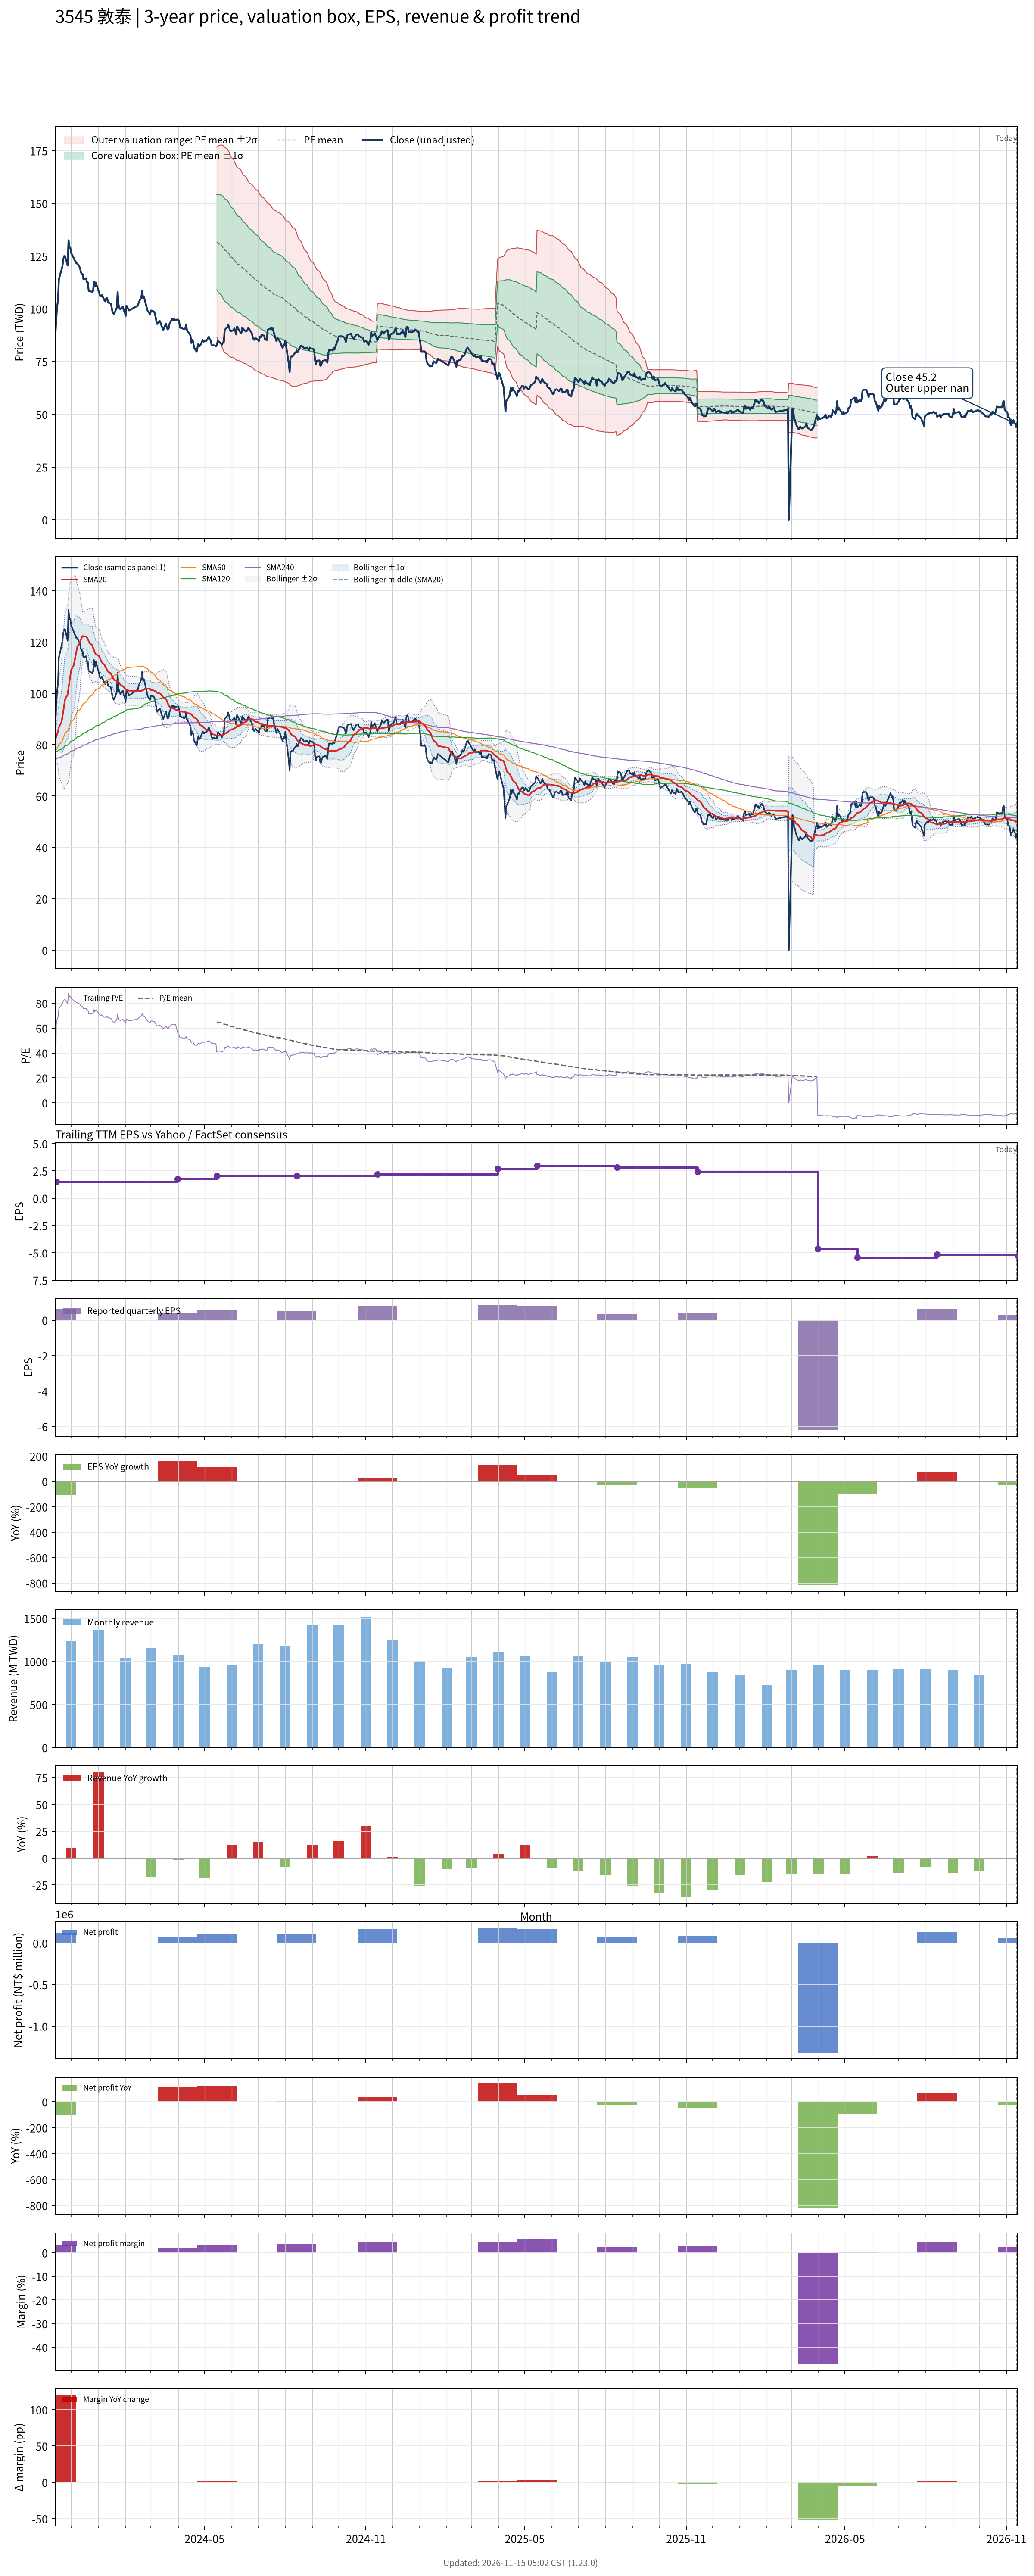 3545 敦泰 | 3-year price, valuation box, EPS, revenue & profit trend
Outer valuation range: PE mean ±2σ
PE mean
Close (unadjusted)
Core valuation box: PE mean ±1σ
Today
175
150
125
100
75
50
25
0
Price (TWD)
Close 45.2
Outer upper nan
Close (same as panel 1)
SMA60
SMA240
Bollinger ±1σ
SMA20
SMA120
Bollinger ±2σ
Bollinger middle (SMA20)
140
120
100
80
60
40
20
0
Price
Trailing P/E
P/E mean
80
60
40
20
0
P/E
Trailing TTM EPS vs Yahoo / FactSet consensus
Today
5.0
2.5
0.0
-2.5
-5.0
-7.5
EPS
Reported quarterly EPS
0
-2
-4
-6
EPS
EPS YoY growth
200
0
-200
-400
-600
-800
YoY (%)
Monthly revenue
1500
1000
500
0
Revenue (M TWD)
Revenue YoY growth
75
50
25
0
-25
YoY (%)
Month
1e6
Net profit
0.0
-0.5
-1.0
Net profit (NT$ million)
Net profit YoY
0
-200
-400
-600
-800
YoY (%)
Net profit margin
0
-10
-20
-30
-40
Margin (%)
Margin YoY change
100
50
0
-50
Δ margin (pp)
2024-05
2024-11
2025-05
2025-11
2026-05
2026-11
Updated: 2026-11-15 05:02 CST (1.23.0)